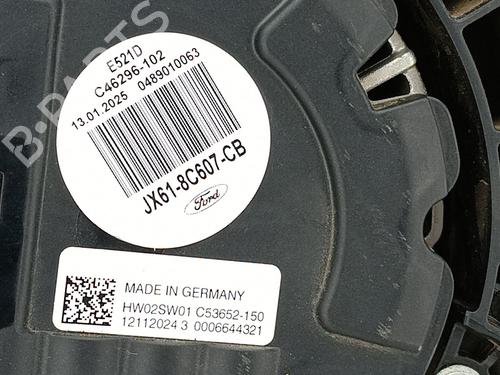 B-PARTS
E521D
C46296-102
13.01.2025 0489010063
JX61-8C607-CB
Ford
MADE IN GERMANY
HW02SW01 C53652-150
12112024 3 0006644321